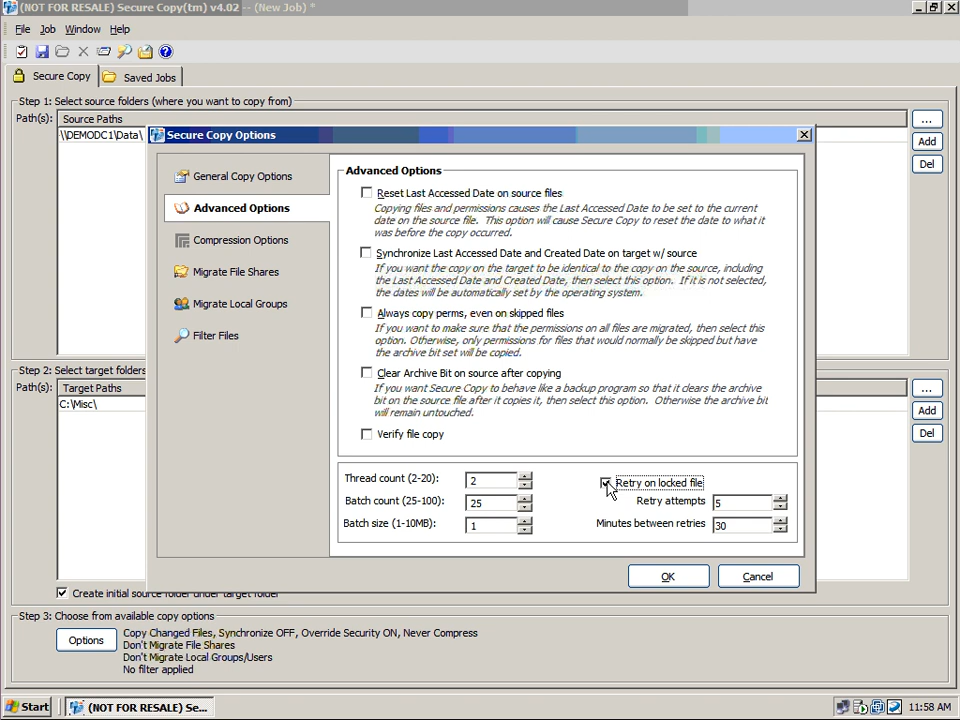 (NOT FOR RESALE) Secure Copy(tm) v4.02 -- (New Job) *
File Job Window Help
Secure Copy Saved Jobs
Step 1: Select source folders (where you want to copy from)
Path(s): Source Paths ...
\\DEMODC1\Data\ Add
Del
Secure Copy Options
General Copy Options
Advanced Options
Compression Options
Migrate File Shares
Migrate Local Groups
Filter Files
Advanced Options
Reset Last Accessed Date on source files
Copying files and permissions causes the Last Accessed Date to be set to the current
date on the source file. This option will cause Secure Copy to reset the date to what it
was before the copy occurred.
Synchronize Last Accessed Date and Created Date on target w/ source
If you want the copy on the target to be identical to the copy on the source, including
the Last Accessed Date and Created Date, then select this option. If it is not selected,
the dates will be automatically set by the operating system.
Always copy perms, even on skipped files
If you want to make sure that the permissions on all files are migrated, then select this
option. Otherwise, only permissions for files that would normally be skipped but have
the archive bit set will be copied.
Clear Archive Bit on source after copying
If you want Secure Copy to behave like a backup program so that it clears the archive
bit on the source file after it copies it, then select this option. Otherwise the archive bit
will remain untouched.
Verify file copy
Thread count (2-20): 2 Retry on locked file
Batch count (25-100): 25 Retry attempts 5
Batch size (1-10MB): 1 Minutes between retries 30
OK Cancel
Step 2: Select target folders
Path(s): Target Paths ...
C:\Misc\ Add
Del
Create initial source folder under target folder
Step 3: Choose from available copy options
Options
Copy Changed Files, Synchronize OFF, Override Security ON, Never Compress
Don't Migrate File Shares
Don't Migrate Local Groups/Users
No filter applied
Start (NOT FOR RESALE) Se... 11:58 AM